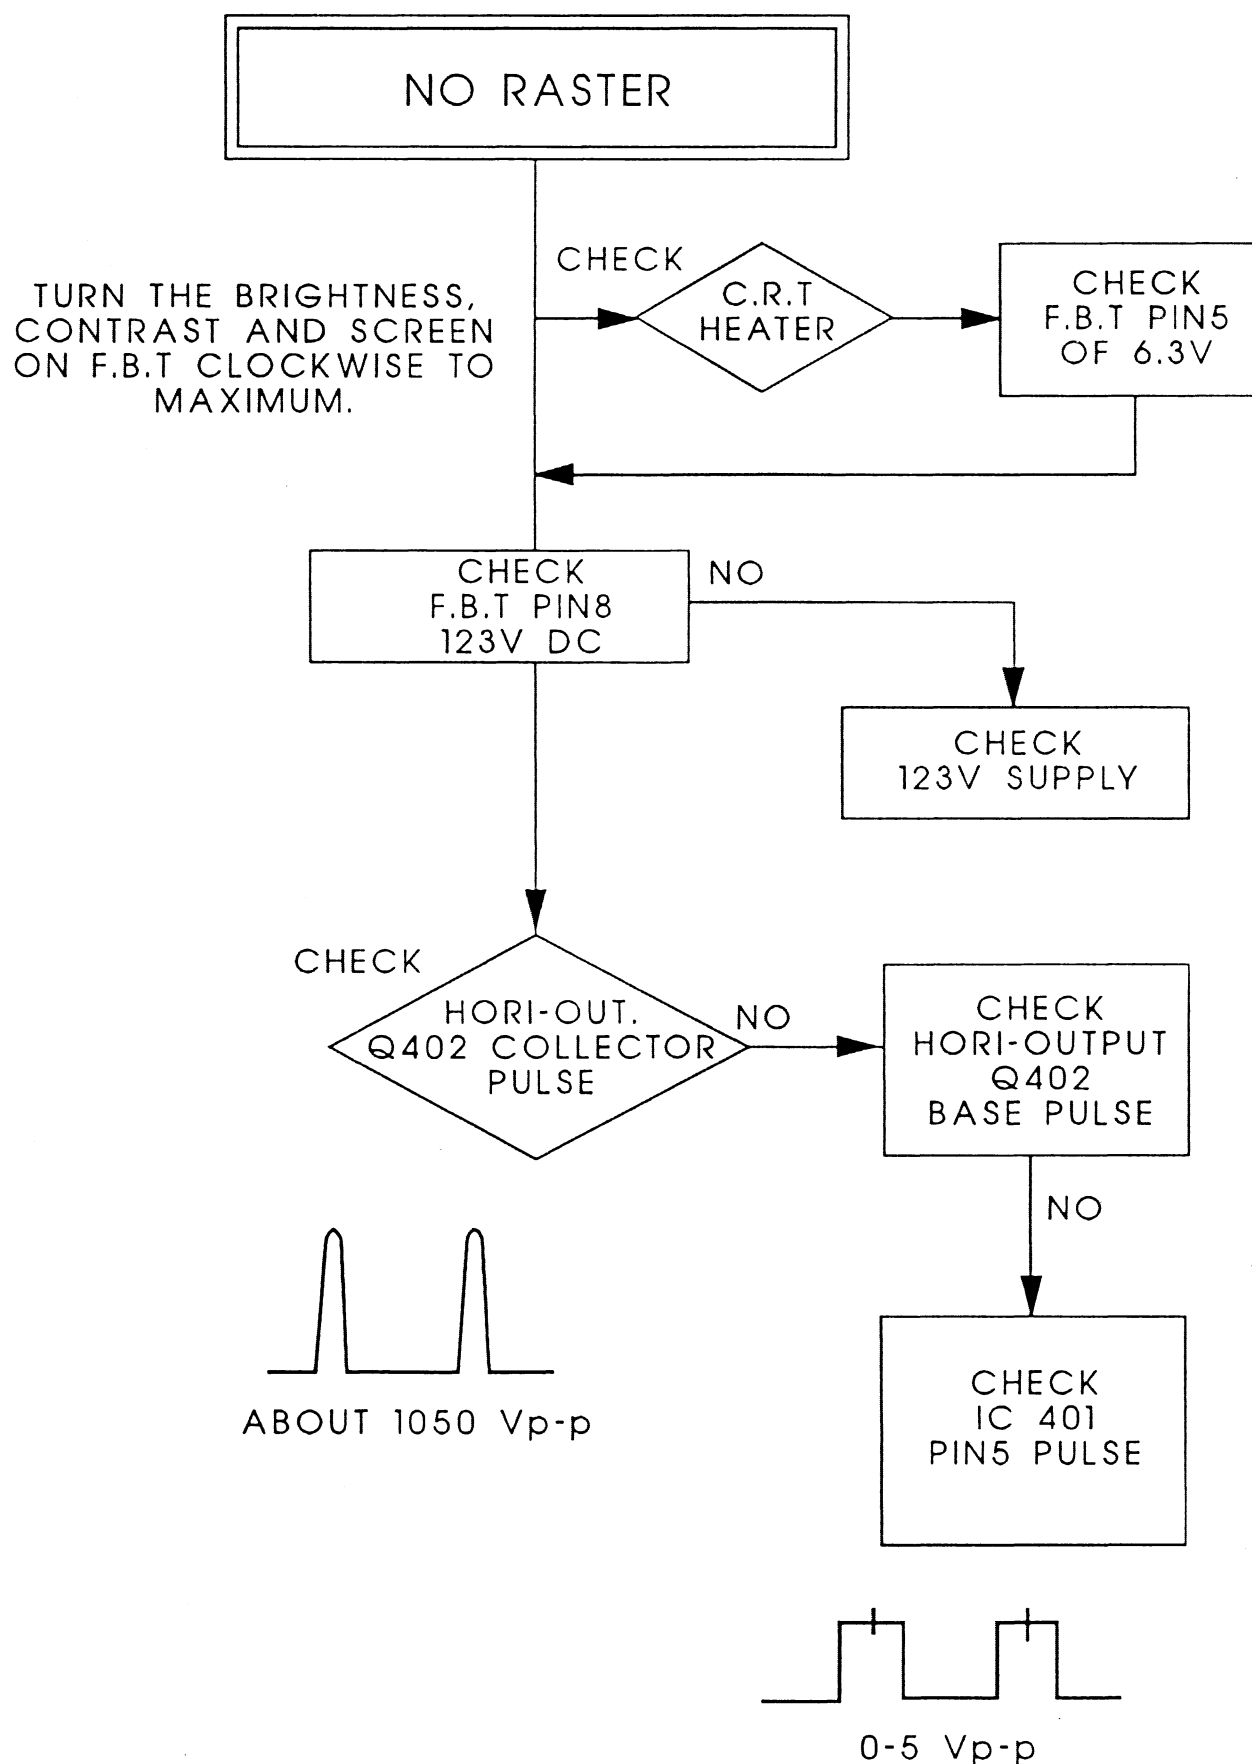 NO RASTER
TURN THE BRIGHTNESS,
CONTRAST AND SCREEN
ON F.B.T CLOCKWISE TO
MAXIMUM.
CHECK
C.R.T
HEATER
CHECK
F.B.T PIN5
OF 6.3V
CHECK
F.B.T PIN8
123V DC
NO
CHECK
123V SUPPLY
CHECK
HORI-OUT.
Q402 COLLECTOR
PULSE
NO
CHECK
HORI-OUTPUT
Q402
BASE PULSE
NO
ABOUT 1050 Vp-p
CHECK
IC 401
PIN5 PULSE
0-5 Vp-p